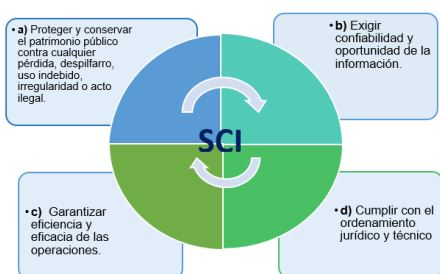 • a) Proteger y conservar
el patrimonio público
contra cualquier
pérdida, despilfarro,
uso indebido,
irregularidad o acto
ilegal.
• b) Exigir
confiabilidad y
oportunidad de la
información.
SCI
• c) Garantizar
eficiencia y
eficacia de las
operaciones.
• d) Cumplir con el
ordenamiento
jurídico y técnico